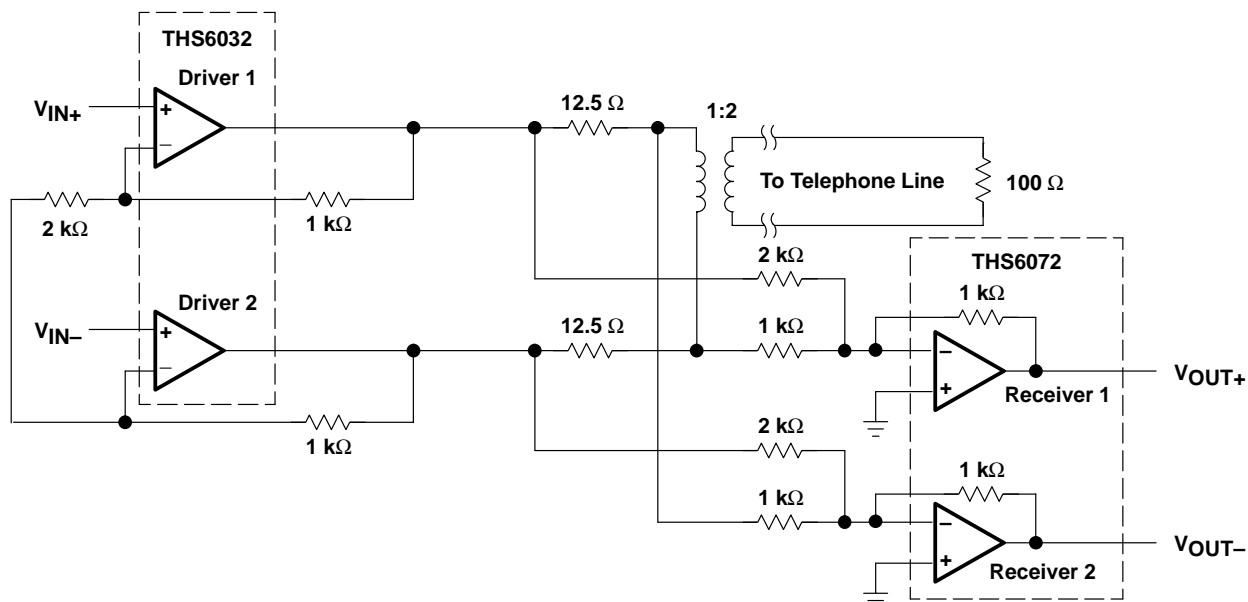 THS6032
Driver 1
VIN+
+
−
12.5 Ω
1:2
To Telephone Line
100 Ω
2 kΩ
1 kΩ
2 kΩ
THS6072
Driver 2
VIN−
+
−
12.5 Ω
1 kΩ
1 kΩ
−
+
Receiver 1
VOUT+
1 kΩ
2 kΩ
1 kΩ
1 kΩ
−
+
Receiver 2
VOUT−